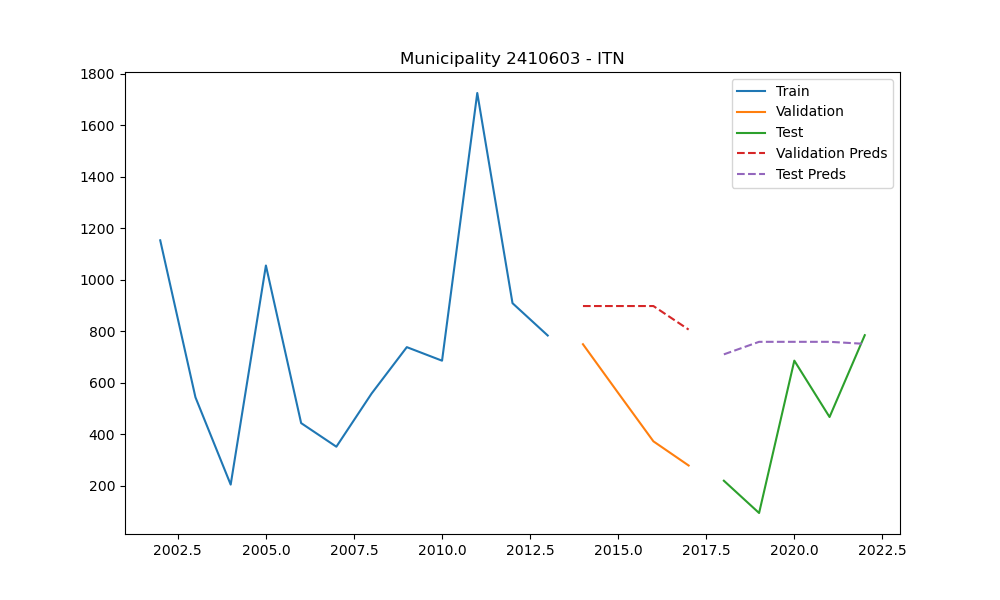 Municipality 2410603 - ITN
1800
1600
1400
1200
1000
800
600
400
200
2002.5 2005.0 2007.5 2010.0 2012.5 2015.0 2017.5 2020.0 2022.5
Train
Validation
Test
Validation Preds
Test Preds